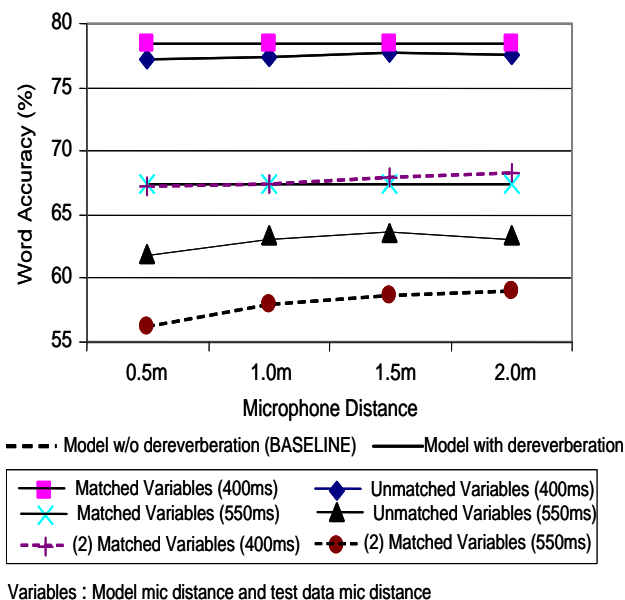 80
75
70
65
60
55
Word Accuracy (%)
0.5m 1.0m 1.5m 2.0m
Microphone Distance
Model w/o dereverberation (BASELINE) Model with dereverberation
Matched Variables (400ms) Unmatched Variables (400ms)
Matched Variables (550ms) Unmatched Variables (550ms)
(2) Matched Variables (400ms) (2) Matched Variables (550ms)
Variables : Model mic distance and test data mic distance